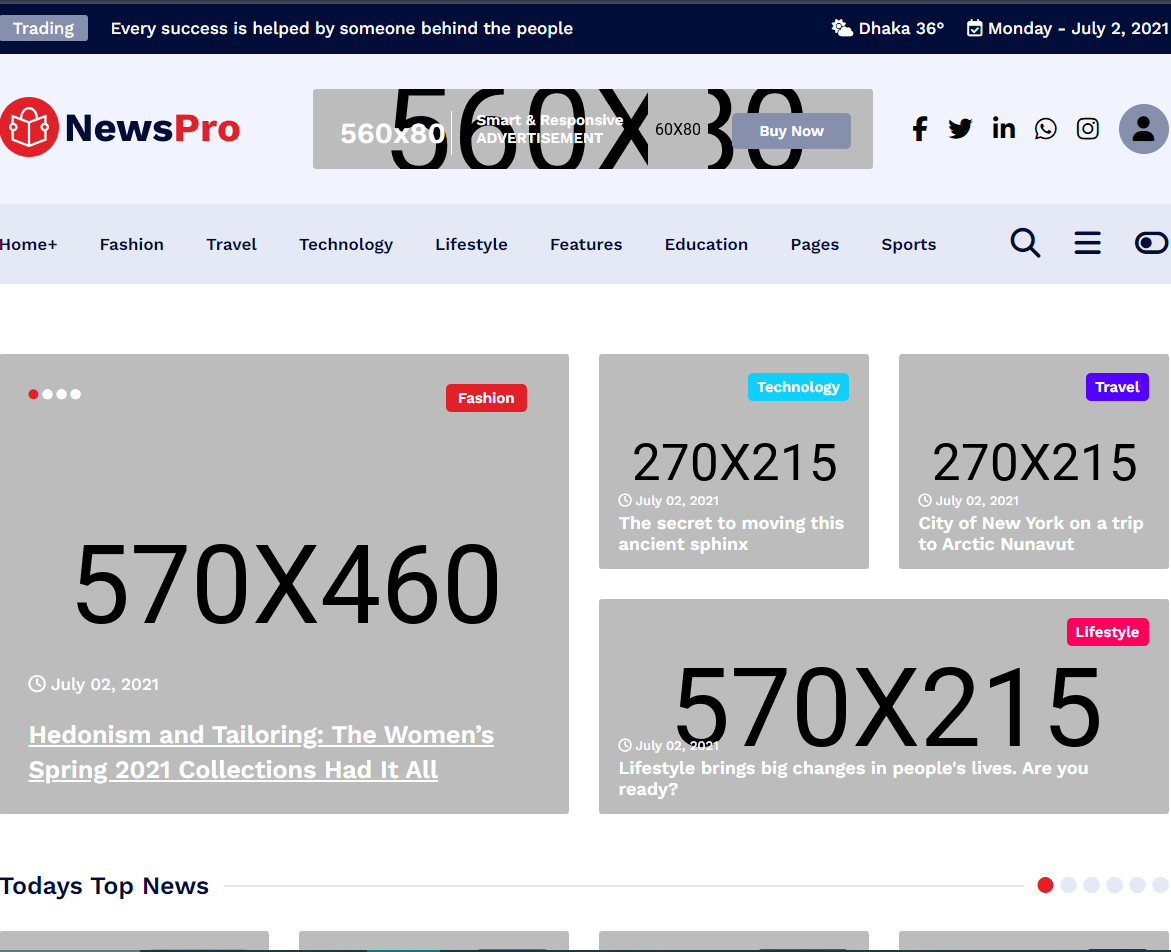 Trading Every success is helped by someone behind the people Dhaka 36° Monday - July 2, 2021
NewsPro
560X80
560x80
Smart & Responsive
ADVERTISEMENT
60X80
Buy Now
Home+ Fashion Travel Technology Lifestyle Features Education Pages Sports
Fashion
570X460
July 02, 2021
Hedonism and Tailoring: The Women’s
Spring 2021 Collections Had It All
Technology
270X215
July 02, 2021
The secret to moving this
ancient sphinx
Travel
270X215
July 02, 2021
City of New York on a trip
to Arctic Nunavut
Lifestyle
570X215
July 02, 2021
Lifestyle brings big changes in people's lives. Are you
ready?
Todays Top News